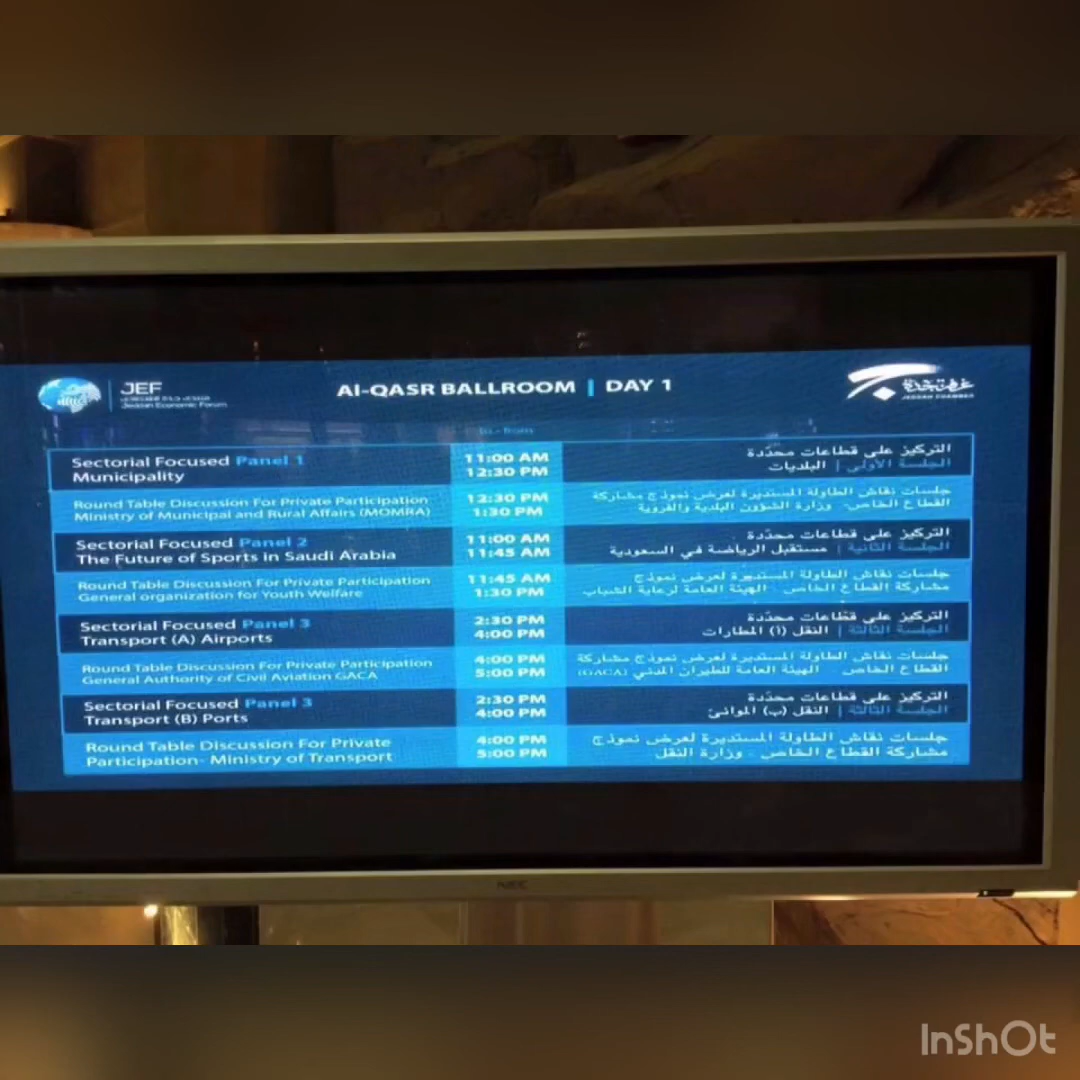 JEF
Jeddah Economic Forum
Al-QASR BALLROOM | DAY 1
غرفة جدة
JEDDAH CHAMBER
Sectorial Focused Panel 1
Municipality
11:00 AM
12:30 PM
التركيز على قطاعات محدّدة
الجلسة الأولى | البلديات
Round Table Discussion For Private Participation
Ministry of Municipal and Rural Affairs (MOMRA)
12:30 PM
1:30 PM
جلسات نقاش الطاولة المستديرة لعرض نموذج مشاركة
القطاع الخاص- وزارة الشؤون البلدية والقروية
Sectorial Focused Panel 2
The Future of Sports in Saudi Arabia
11:00 AM
11:45 AM
التركيز على قطاعات محدّدة
الجلسة الثانية | مستقبل الرياضة في السعودية
Round Table Discussion For Private Participation
General organization for Youth Welfare
11:45 AM
1:30 PM
جلسات نقاش الطاولة المستديرة لعرض نموذج
مشاركة القطاع الخاص - الهيئة العامة لرعاية الشباب
Sectorial Focused Panel 3
Transport (A) Airports
2:30 PM
4:00 PM
التركيز على قطاعات محدّدة
الجلسة الثالثة | النقل (أ) المطارات
Round Table Discussion For Private Participation
General Authority of Civil Aviation GACA
4:00 PM
5:00 PM
جلسات نقاش الطاولة المستديرة لعرض نموذج مشاركة
القطاع الخاص الهيئة العامة للطيران المدني (GACA)
Sectorial Focused Panel 3
Transport (B) Ports
2:30 PM
4:00 PM
التركيز على قطاعات محدّدة
الجلسة الثالثة | النقل (ب) الموانئ
Round Table Discussion For Private
Participation- Ministry of Transport
4:00 PM
5:00 PM
جلسات نقاش الطاولة المستديرة لعرض نموذج
مشاركة القطاع الخاص - وزارة النقل
NEC
InShOt